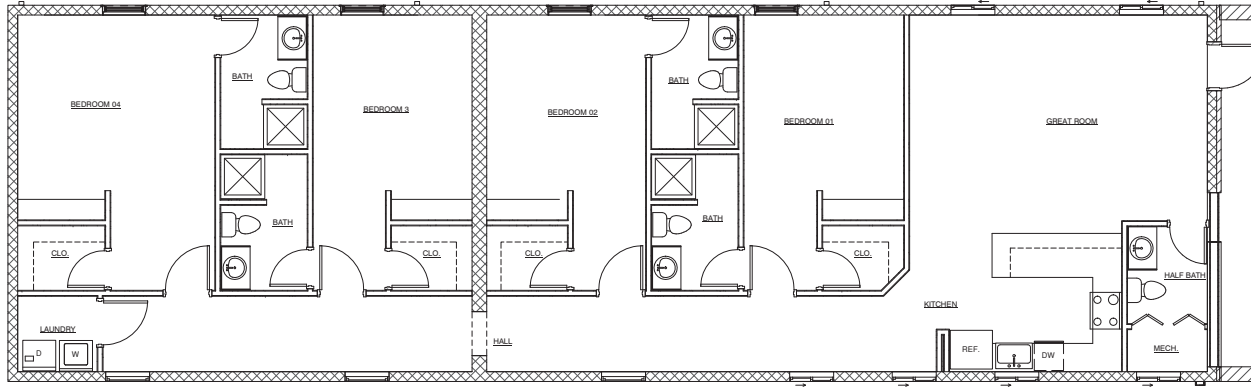 BATH
BATH
BEDROOM 04
BEDROOM 3
BEDROOM 02
BEDROOM 01
GREAT ROOM
BATH
BATH
CLO.
CLO.
CLO.
CLO.
HALF BATH
KITCHEN
LAUNDRY
HALL
REF.
DW
MECH.
D
W